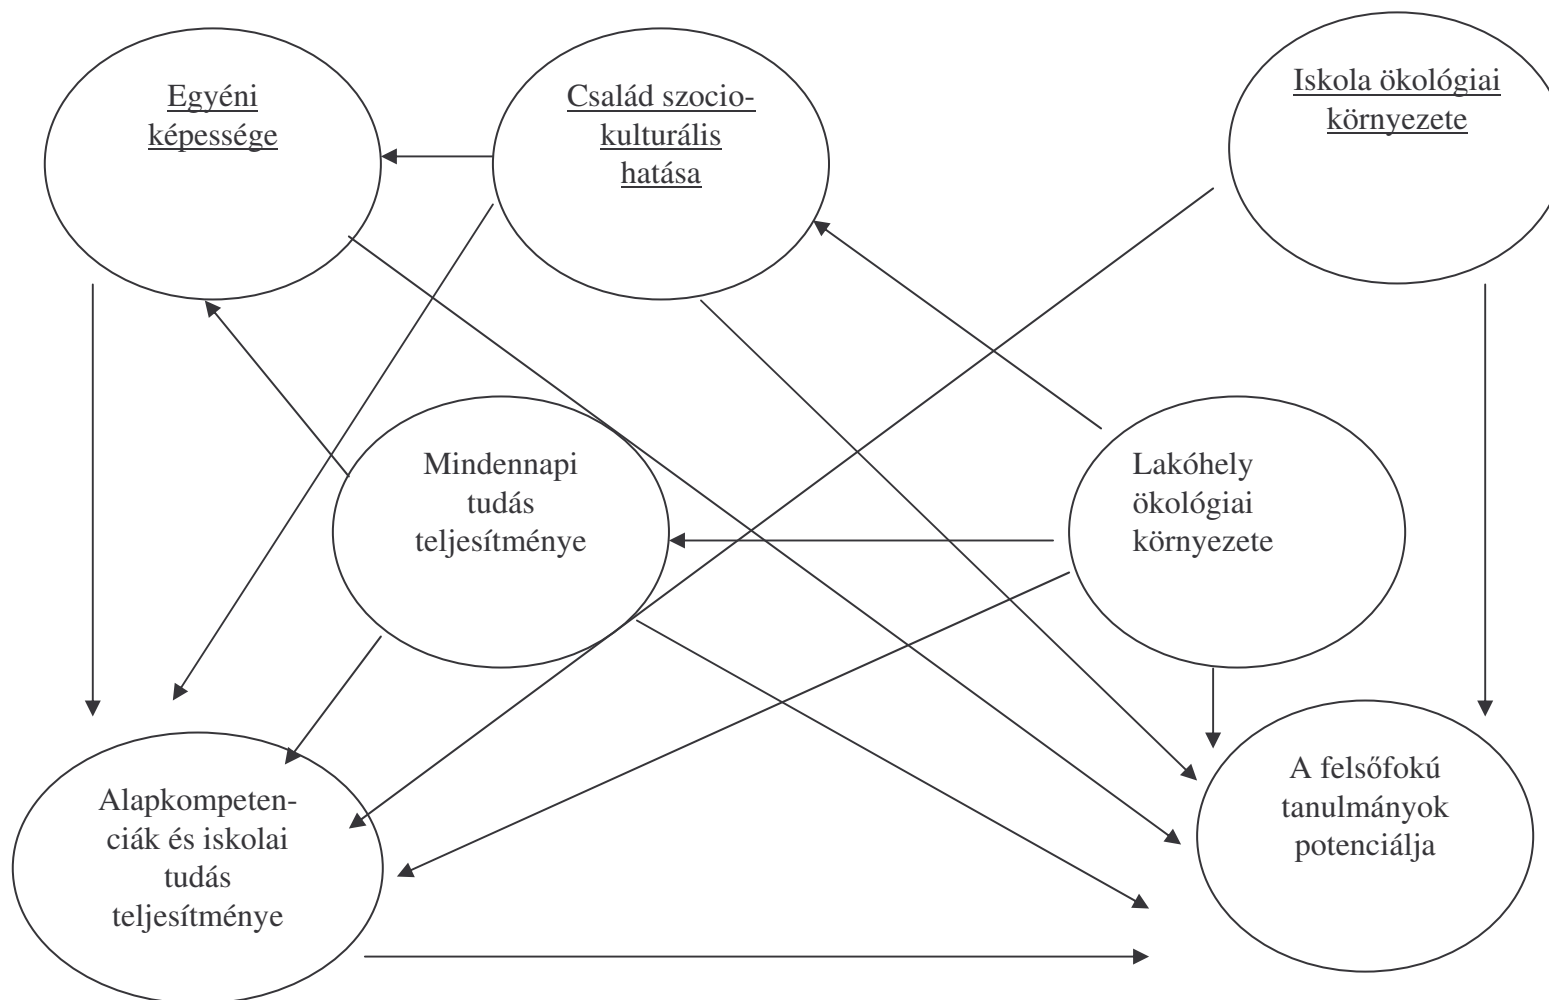 Egyéni
képessége
Család szocio-
kulturális
hatása
Iskola ökológiai
környezete
Mindennapi
tudás
teljesítménye
Lakóhely
ökológiai
környezete
Alapkompeten-
ciák és iskolai
tudás
teljesítménye
A felsőfokú
tanulmányok
potenciálja